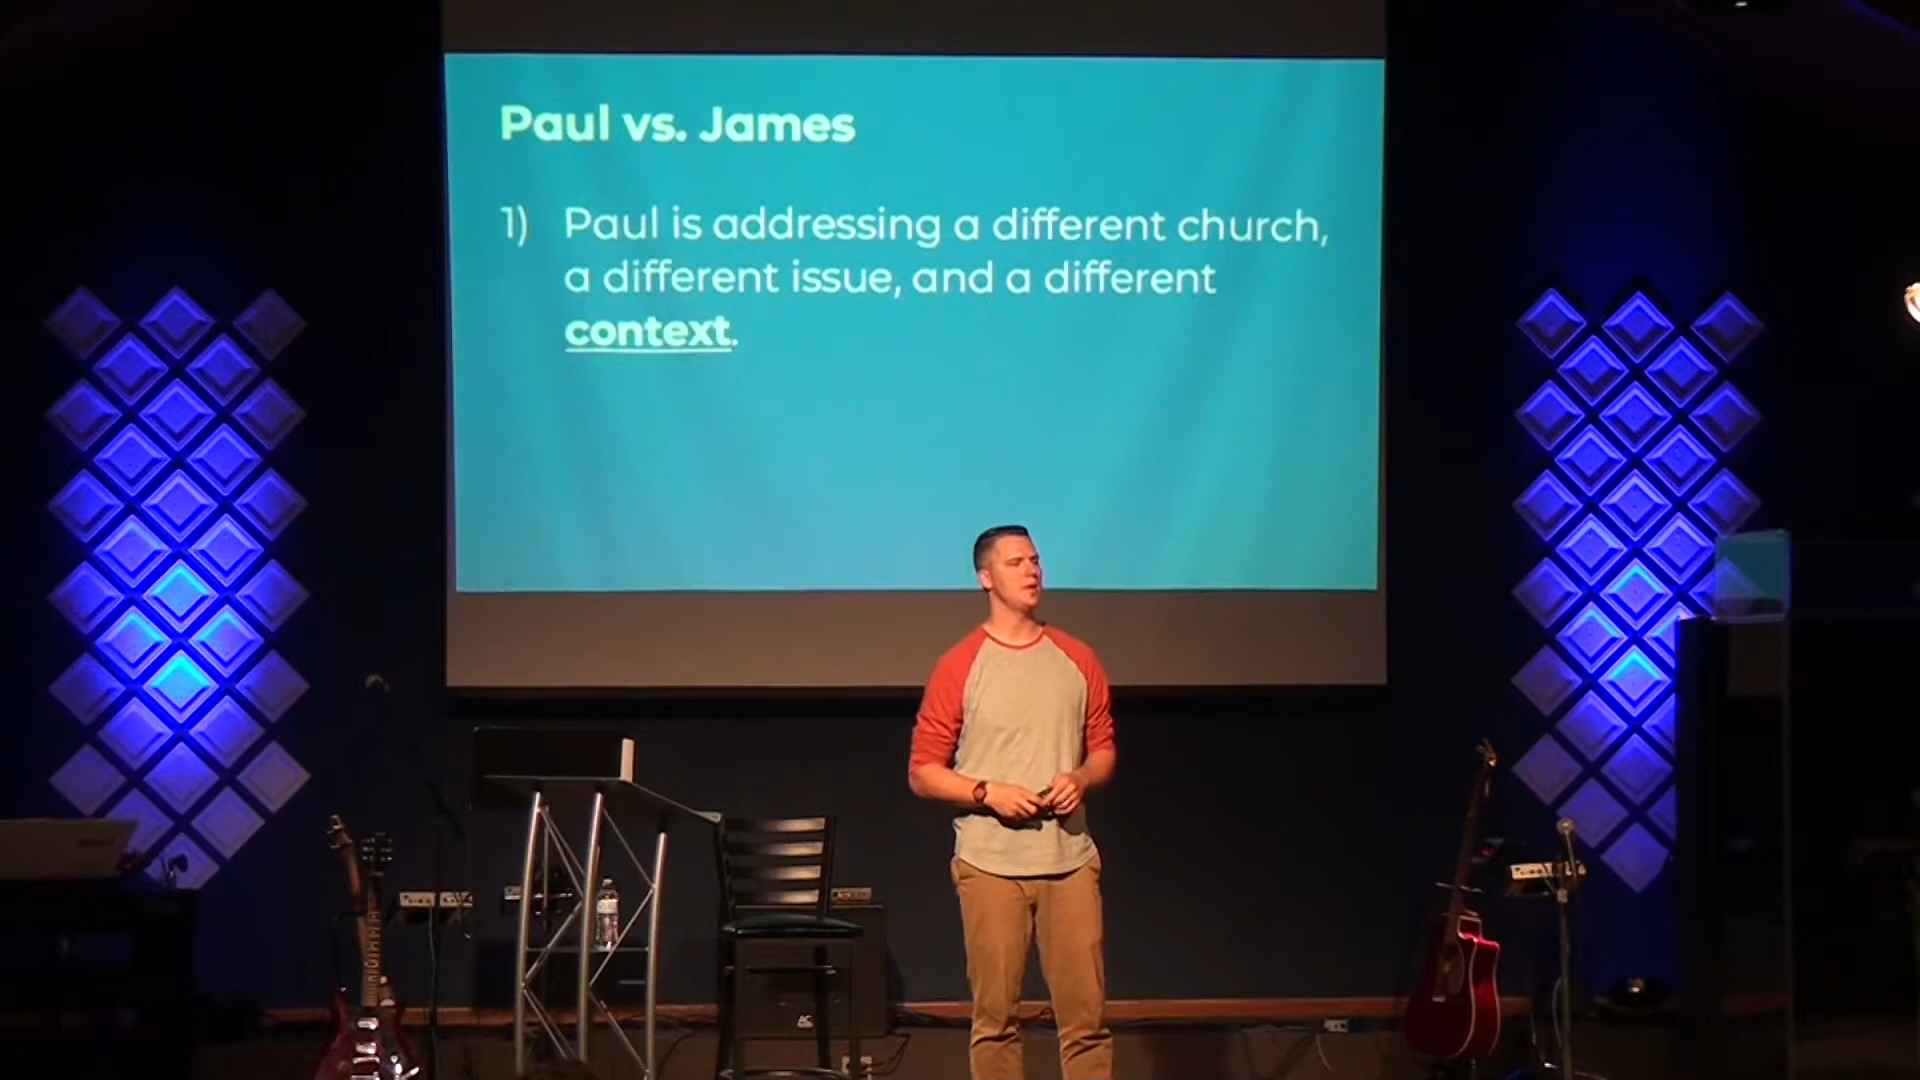 Paul vs. James
1) Paul is addressing a different church,
a different issue, and a different
context.